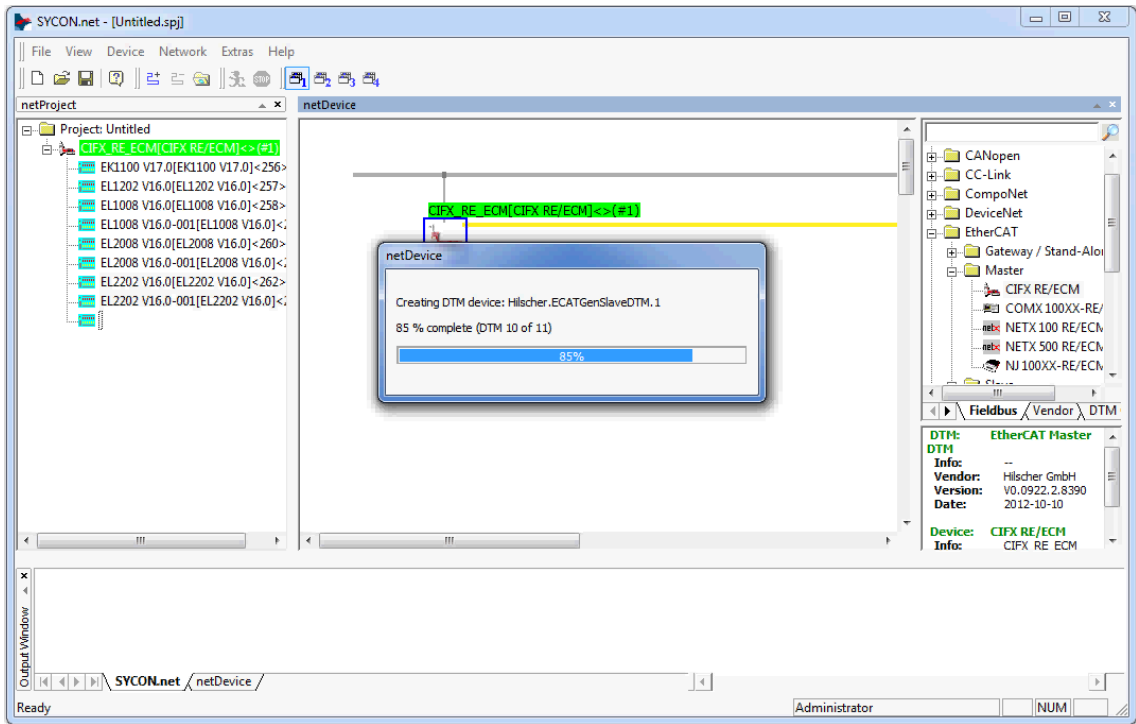 SYCON.net - [Untitled.spj]
File View Device Network Extras Help
netProject
netDevice
Project: Untitled
CIFX_RE_ECM[CIFX RE/ECM]<>(#1)
EK1100 V17.0[EK1100 V17.0]<256>
EL1202 V16.0[EL1202 V16.0]<257>
EL1008 V16.0[EL1008 V16.0]<258>
EL1008 V16.0-001[EL1008 V16.0]<2
EL2008 V16.0[EL2008 V16.0]<260>
EL2008 V16.0-001[EL2008 V16.0]<2
EL2202 V16.0[EL2202 V16.0]<262>
EL2202 V16.0-001[EL2202 V16.0]<2
CIFX_RE_ECM[CIFX RE/ECM]<>(#1)
netDevice
Creating DTM device: Hilscher.ECATGenSlaveDTM.1
85 % complete (DTM 10 of 11)
85%
CANopen
CC-Link
CompoNet
DeviceNet
EtherCAT
Gateway / Stand-Alo
Master
CIFX RE/ECM
COMX 100XX-RE/
NETX 100 RE/ECM
NETX 500 RE/ECM
NJ 100XX-RE/ECM
Slave
Fieldbus Vendor DTM
DTM: EtherCAT Master
DTM
Info: --
Vendor: Hilscher GmbH
Version: V0.0922.2.8390
Date: 2012-10-10
Device: CIFX RE/ECM
Info: CIFX RE ECM
Output Window
SYCON.net netDevice
Ready
Administrator
NUM